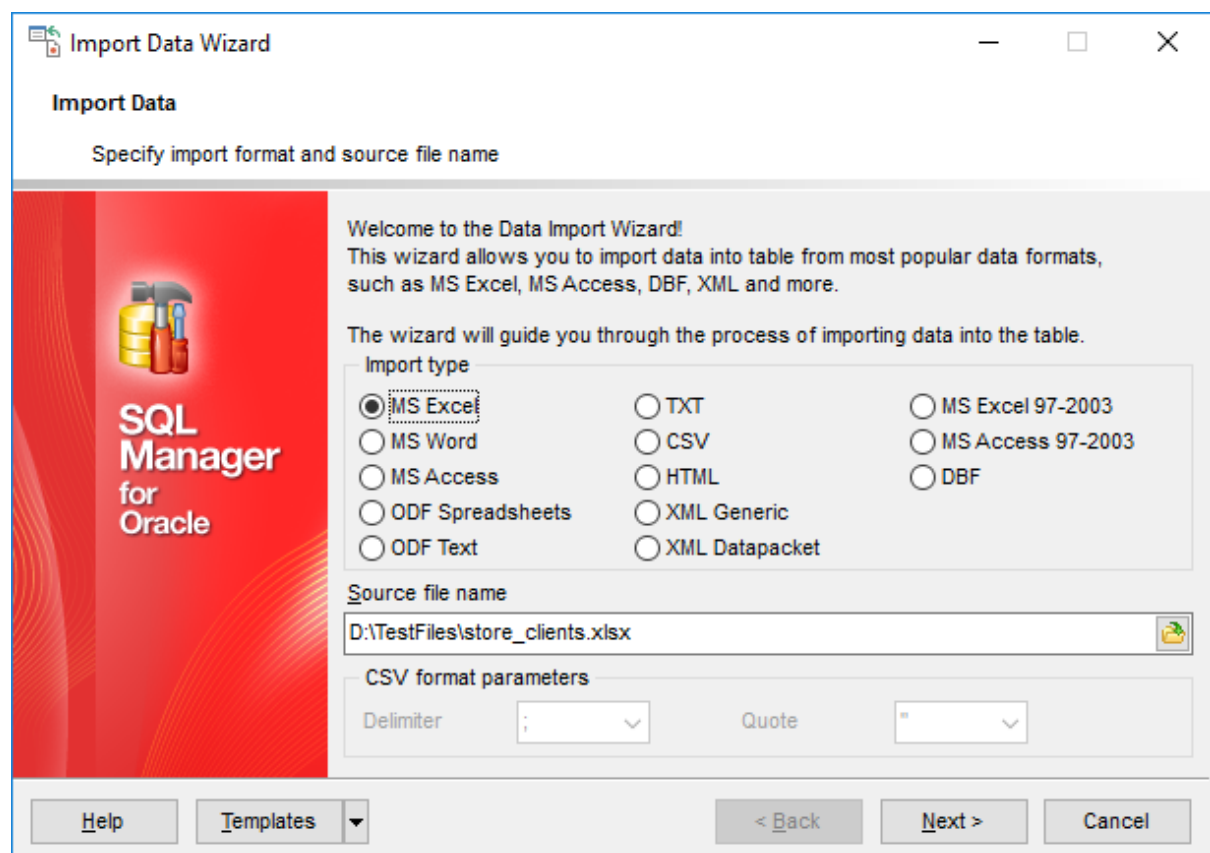 Import Data Wizard
Import Data
Specify import format and source file name
SQL
Manager
for
Oracle
Welcome to the Data Import Wizard!
This wizard allows you to import data into table from most popular data formats,
such as MS Excel, MS Access, DBF, XML and more.
The wizard will guide you through the process of importing data into the table.
Import type
MS Excel
MS Word
MS Access
ODF Spreadsheets
ODF Text
TXT
CSV
HTML
XML Generic
XML Datapacket
MS Excel 97-2003
MS Access 97-2003
DBF
Source file name
D:\TestFiles\store_clients.xlsx
CSV format parameters
Delimiter ; Quote "
Help Templates < Back Next > Cancel